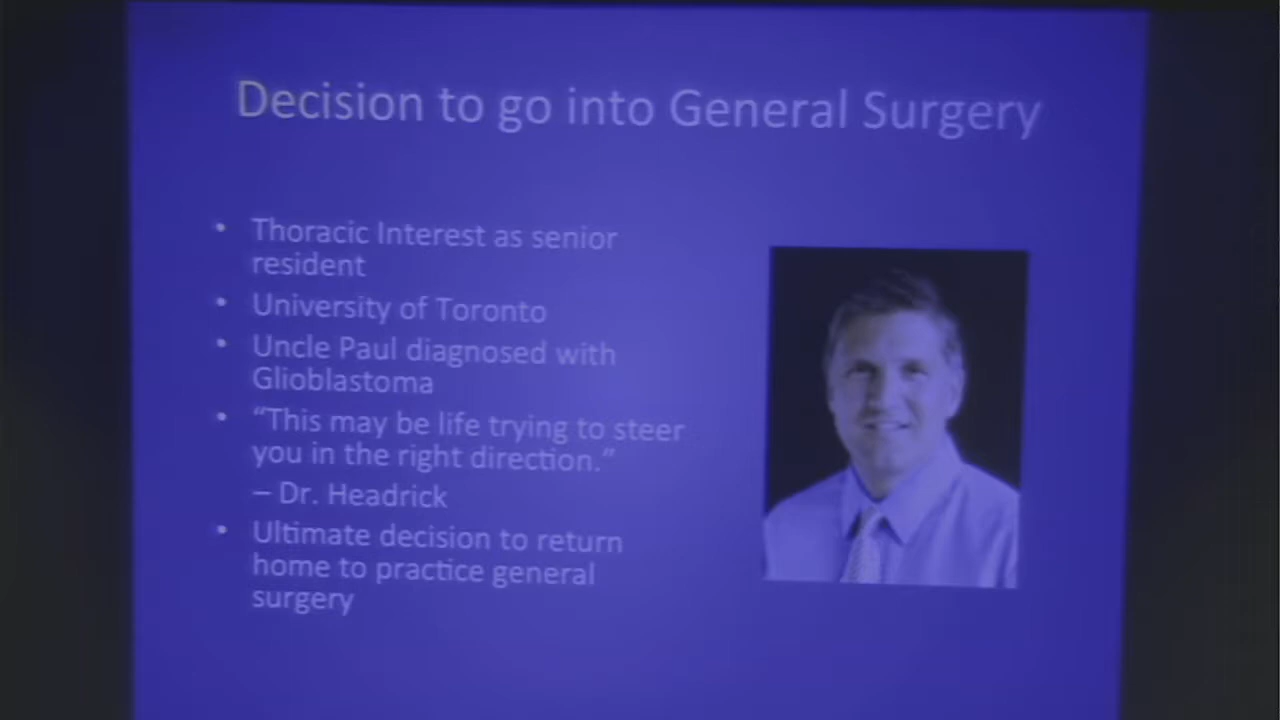 Decision to go into General Surgery
• Thoracic Interest as senior
resident
• University of Toronto
• Uncle Paul diagnosed with
Glioblastoma
• “This may be life trying to steer
you in the right direction.”
– Dr. Headrick
• Ultimate decision to return
home to practice general
surgery